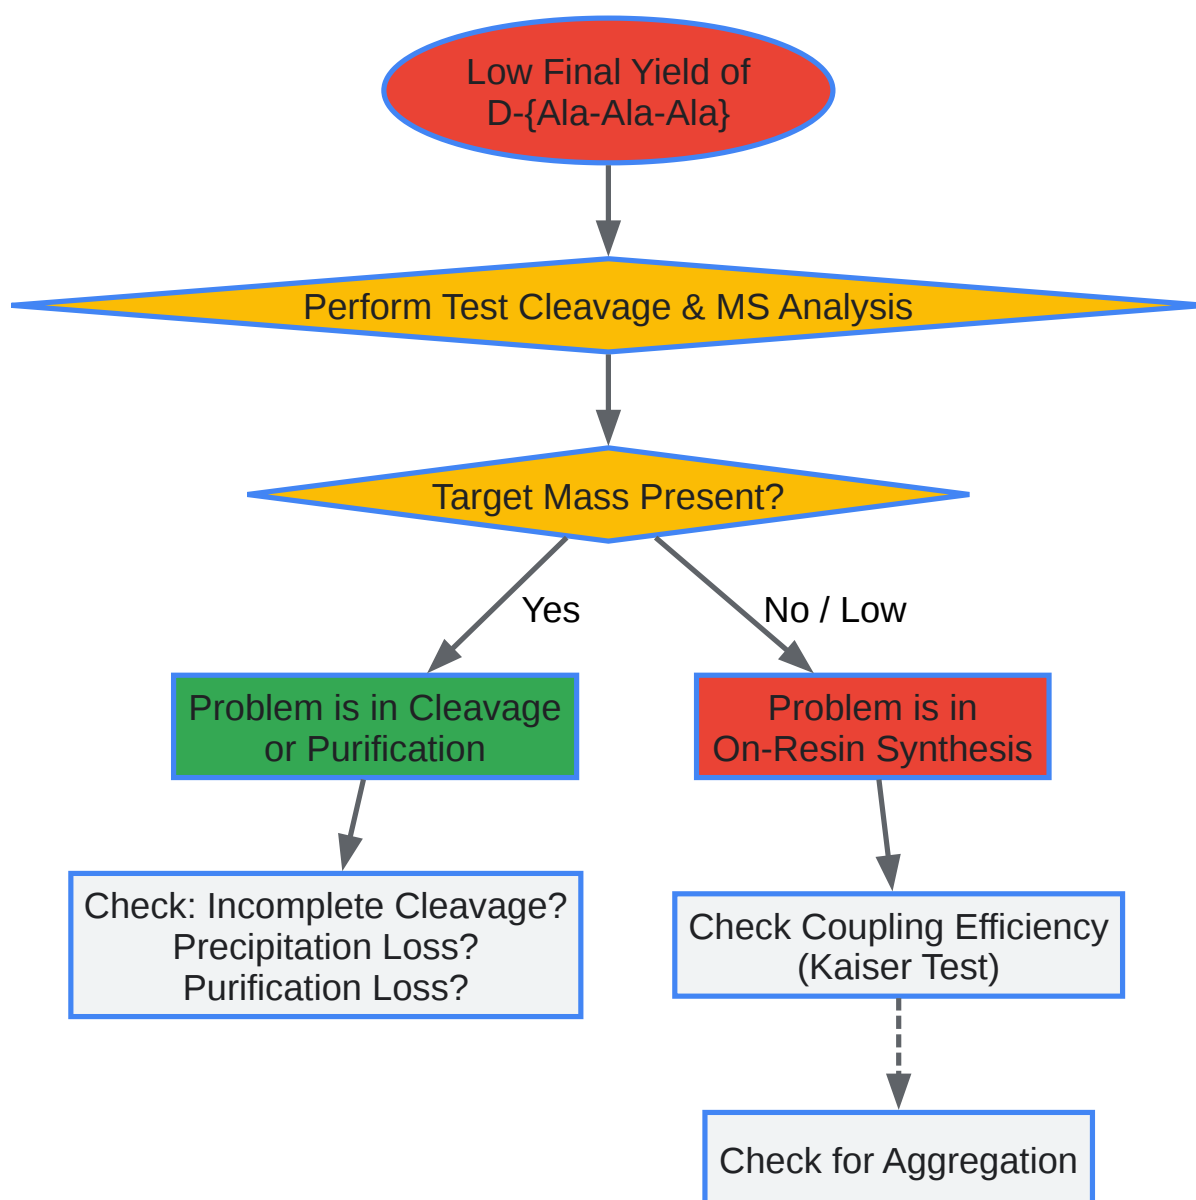 Low Final Yield of
D-{Ala-Ala-Ala}
Perform Test Cleavage & MS Analysis
Target Mass Present?
Yes
No / Low
Problem is in Cleavage
or Purification
Problem is in
On-Resin Synthesis
Check: Incomplete Cleavage?
Precipitation Loss?
Purification Loss?
Check Coupling Efficiency
(Kaiser Test)
Check for Aggregation